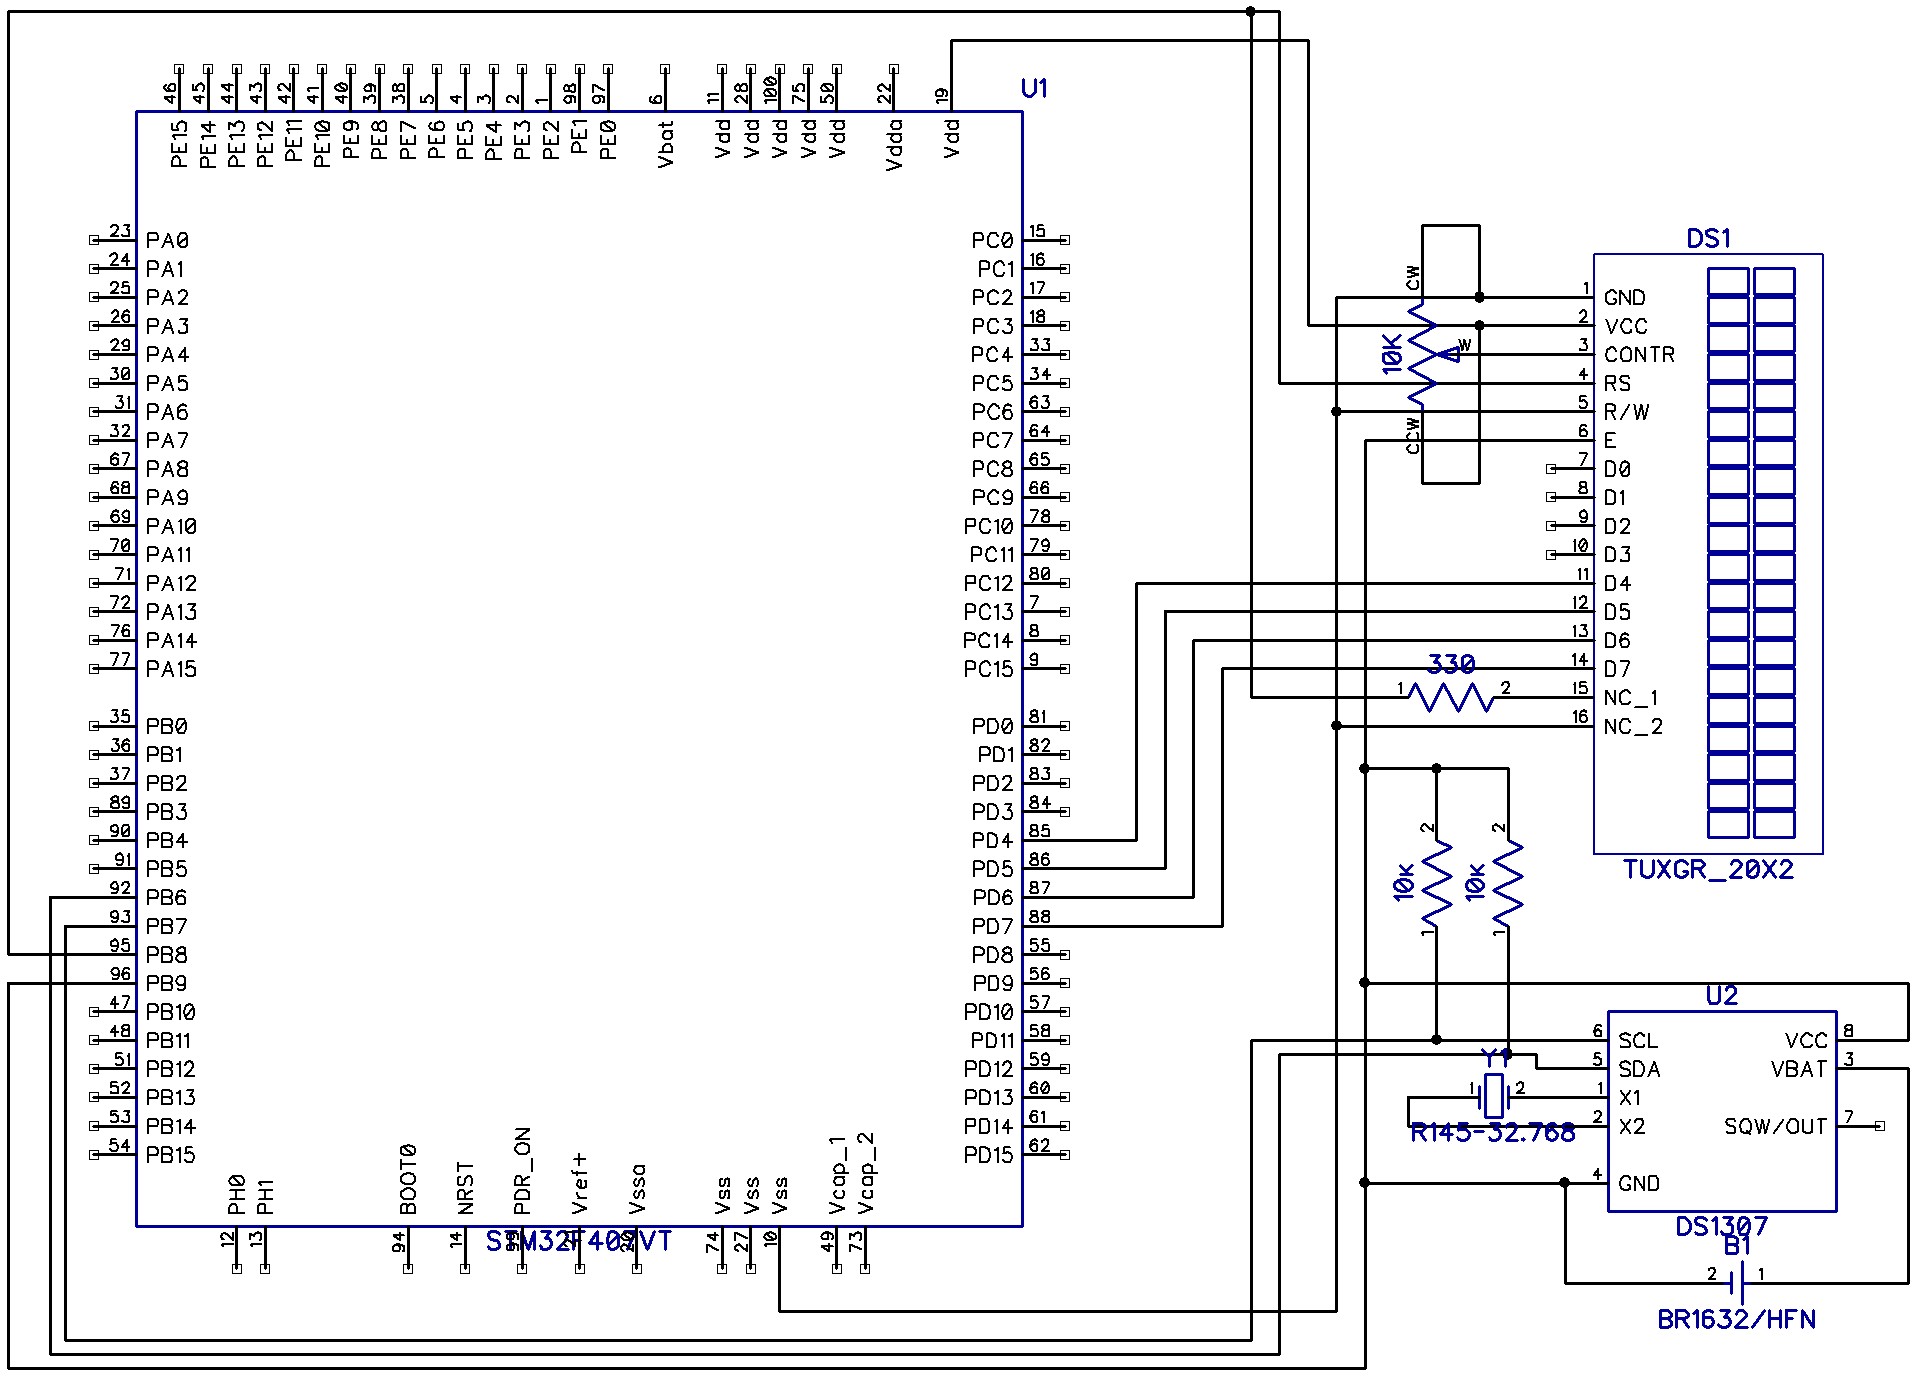 U1
46 45 44 43 42 41 40 39 38 5 4 3 2 1 98 97 6 11 28 100 75 50 22 19
PE15 PE14 PE13 PE12 PE11 PE10 PE9 PE8 PE7 PE6 PE5 PE4 PE3 PE2 PE1 PE0 Vbat Vdd Vdd Vdd Vdd Vdd Vdda Vdd
23 PA0
24 PA1
25 PA2
26 PA3
29 PA4
30 PA5
31 PA6
32 PA7
67 PA8
68 PA9
69 PA10
70 PA11
71 PA12
72 PA13
76 PA14
77 PA15
35 PB0
36 PB1
37 PB2
89 PB3
90 PB4
91 PB5
92 PB6
93 PB7
95 PB8
96 PB9
47 PB10
48 PB11
51 PB12
52 PB13
53 PB14
54 PB15
PC0 15
PC1 16
PC2 17
PC3 18
PC4 33
PC5 34
PC6 63
PC7 64
PC8 65
PC9 66
PC10 78
PC11 79
PC12 80
PC13 7
PC14 8
PC15 9
PD0 81
PD1 82
PD2 83
PD3 84
PD4 85
PD5 86
PD6 87
PD7 88
PD8 55
PD9 56
PD10 57
PD11 58
PD12 59
PD13 60
PD14 61
PD15 62
PH0 PH1 BOOT0 NRST PDR_ON Vref+ Vssa Vss Vss Vss Vcap_1 Vcap_2
12 13 94 14 74 27 10 49 73
STM32F407VT
DS1
1 GND
2 VCC
3 CONTR
4 RS
5 R/W
6 E
7 D0
8 D1
9 D2
10 D3
11 D4
12 D5
13 D6
14 D7
15 NC_1
16 NC_2
TUXGR_20X2
CW
10K
W
CCW
330
1 2
2 2
10к 10к
1 1
U2
6 SCL
5 SDA
1 X1
2 X2
4 GND
VCC 8
VBAT 3
SQW/OUT 7
DS1307
1 2
R145-32.768
B1
2 1
BR1632/HFN